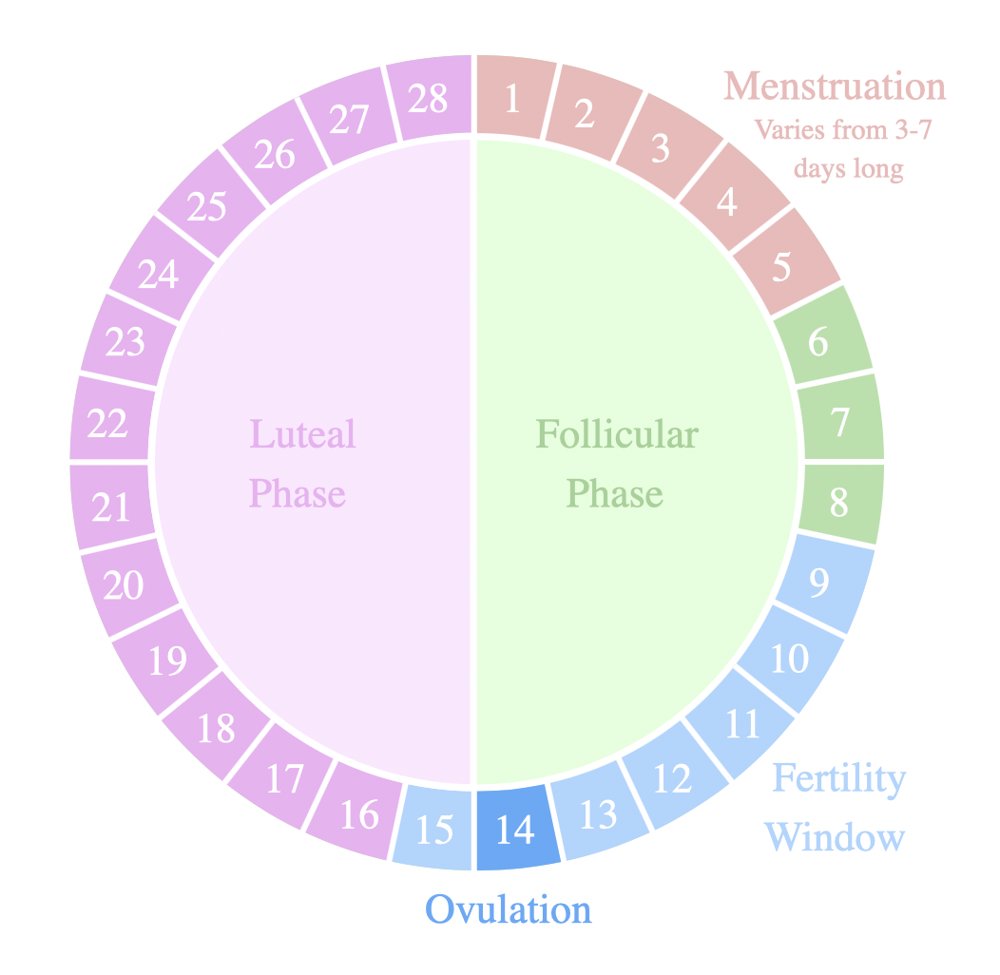 Menstruation
Varies from 3-7
days long
1
2
3
4
5
6
7
8
9
10
11
12
13
14
15
16
17
18
19
20
21
22
23
24
25
26
27
28
Luteal
Phase
Follicular
Phase
Fertility
Window
Ovulation